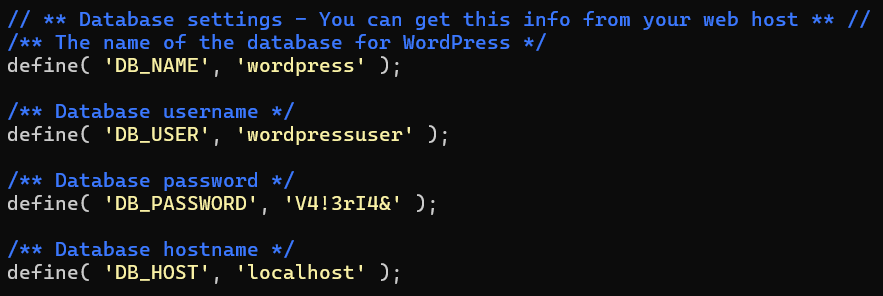 // ** Database settings - You can get this info from your web host ** //
/** The name of the database for WordPress */
define( 'DB_NAME', 'wordpress' );
/** Database username */
define( 'DB_USER', 'wordpressuser' );
/** Database password */
define( 'DB_PASSWORD', 'V4!3rI4&' );
/** Database hostname */
define( 'DB_HOST', 'localhost' );